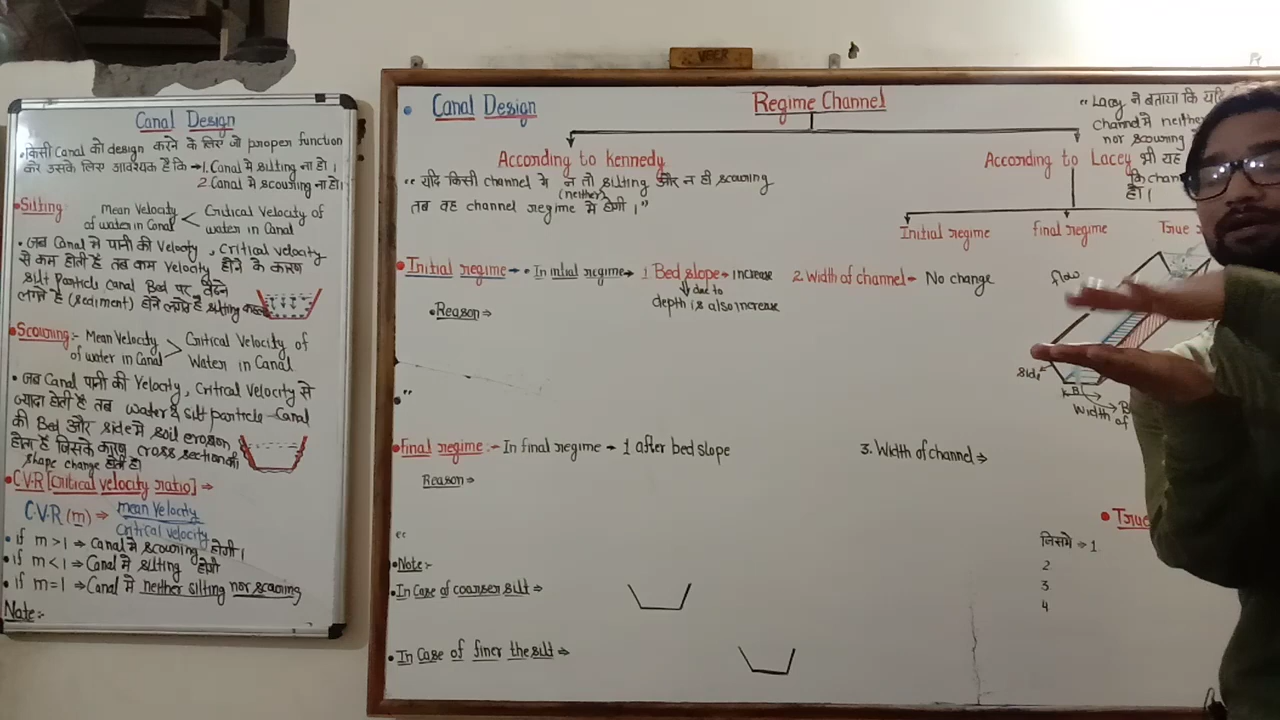 Canal Design
• किसी Canal को design करने के लिए जो proper function
करे उसके लिए आवश्यक है कि → 1. Canal में silting ना हो।
2. Canal में scouring ना हो।
• Silting:
Mean Velocity of water in Canal < Critical Velocity of water in Canal
• जब Canal में पानी की Velocity, Critical velocity
से कम होती है तब कम Velocity होने के कारण
silt Particle Canal Bed पर बैठने
लगते है (sediment) होने लगते है silting
• Scouring:- Mean Velocity of water in Canal > Critical Velocity of Water in Canal
• जब Canal पानी की Velocity, Critical Velocity से
ज्यादा होती है तब water & silt particle Canal
की Bed और side मे soil erosion
होता है जिसके कारण cross section की
shape change होती है।
• C.V.R [Critical velocity ratio] ⇒
C.V.R (m) ⇒ mean Velocity / Critical velocity
• if m > 1 ⇒ Canal मे scouring होगी।
• if m < 1 ⇒ Canal में silting होगी
• if m = 1 ⇒ Canal में neither silting nor scouring
Note:-
VEER
• Canal Design
Regime Channel
According to Kennedy
“ यदि किसी channel मे न तो silting और न ही scouring
(neither)
तब वह channel regime में होगी।”
“ Lacey ने बताया कि यदि
channel मे neither
nor scouring
According to Lacey भी यह
कि chan
हो।
Initial regime
final regime
True
• Initial regime → • In intial regime → 1 Bed slope → increase
2. Width of channel → No change
due to
depth is also increase
• Reason ⇒
flow
side
B
width of
”
• final regime:- In final regime → 1 after bed slope
3. Width of channel ⇒
Reason ⇒
“
• True
जिसमे ⇒ 1
2
3
4
• Note:-
• In Case of coarser silt ⇒
• In Case of finer the silt ⇒